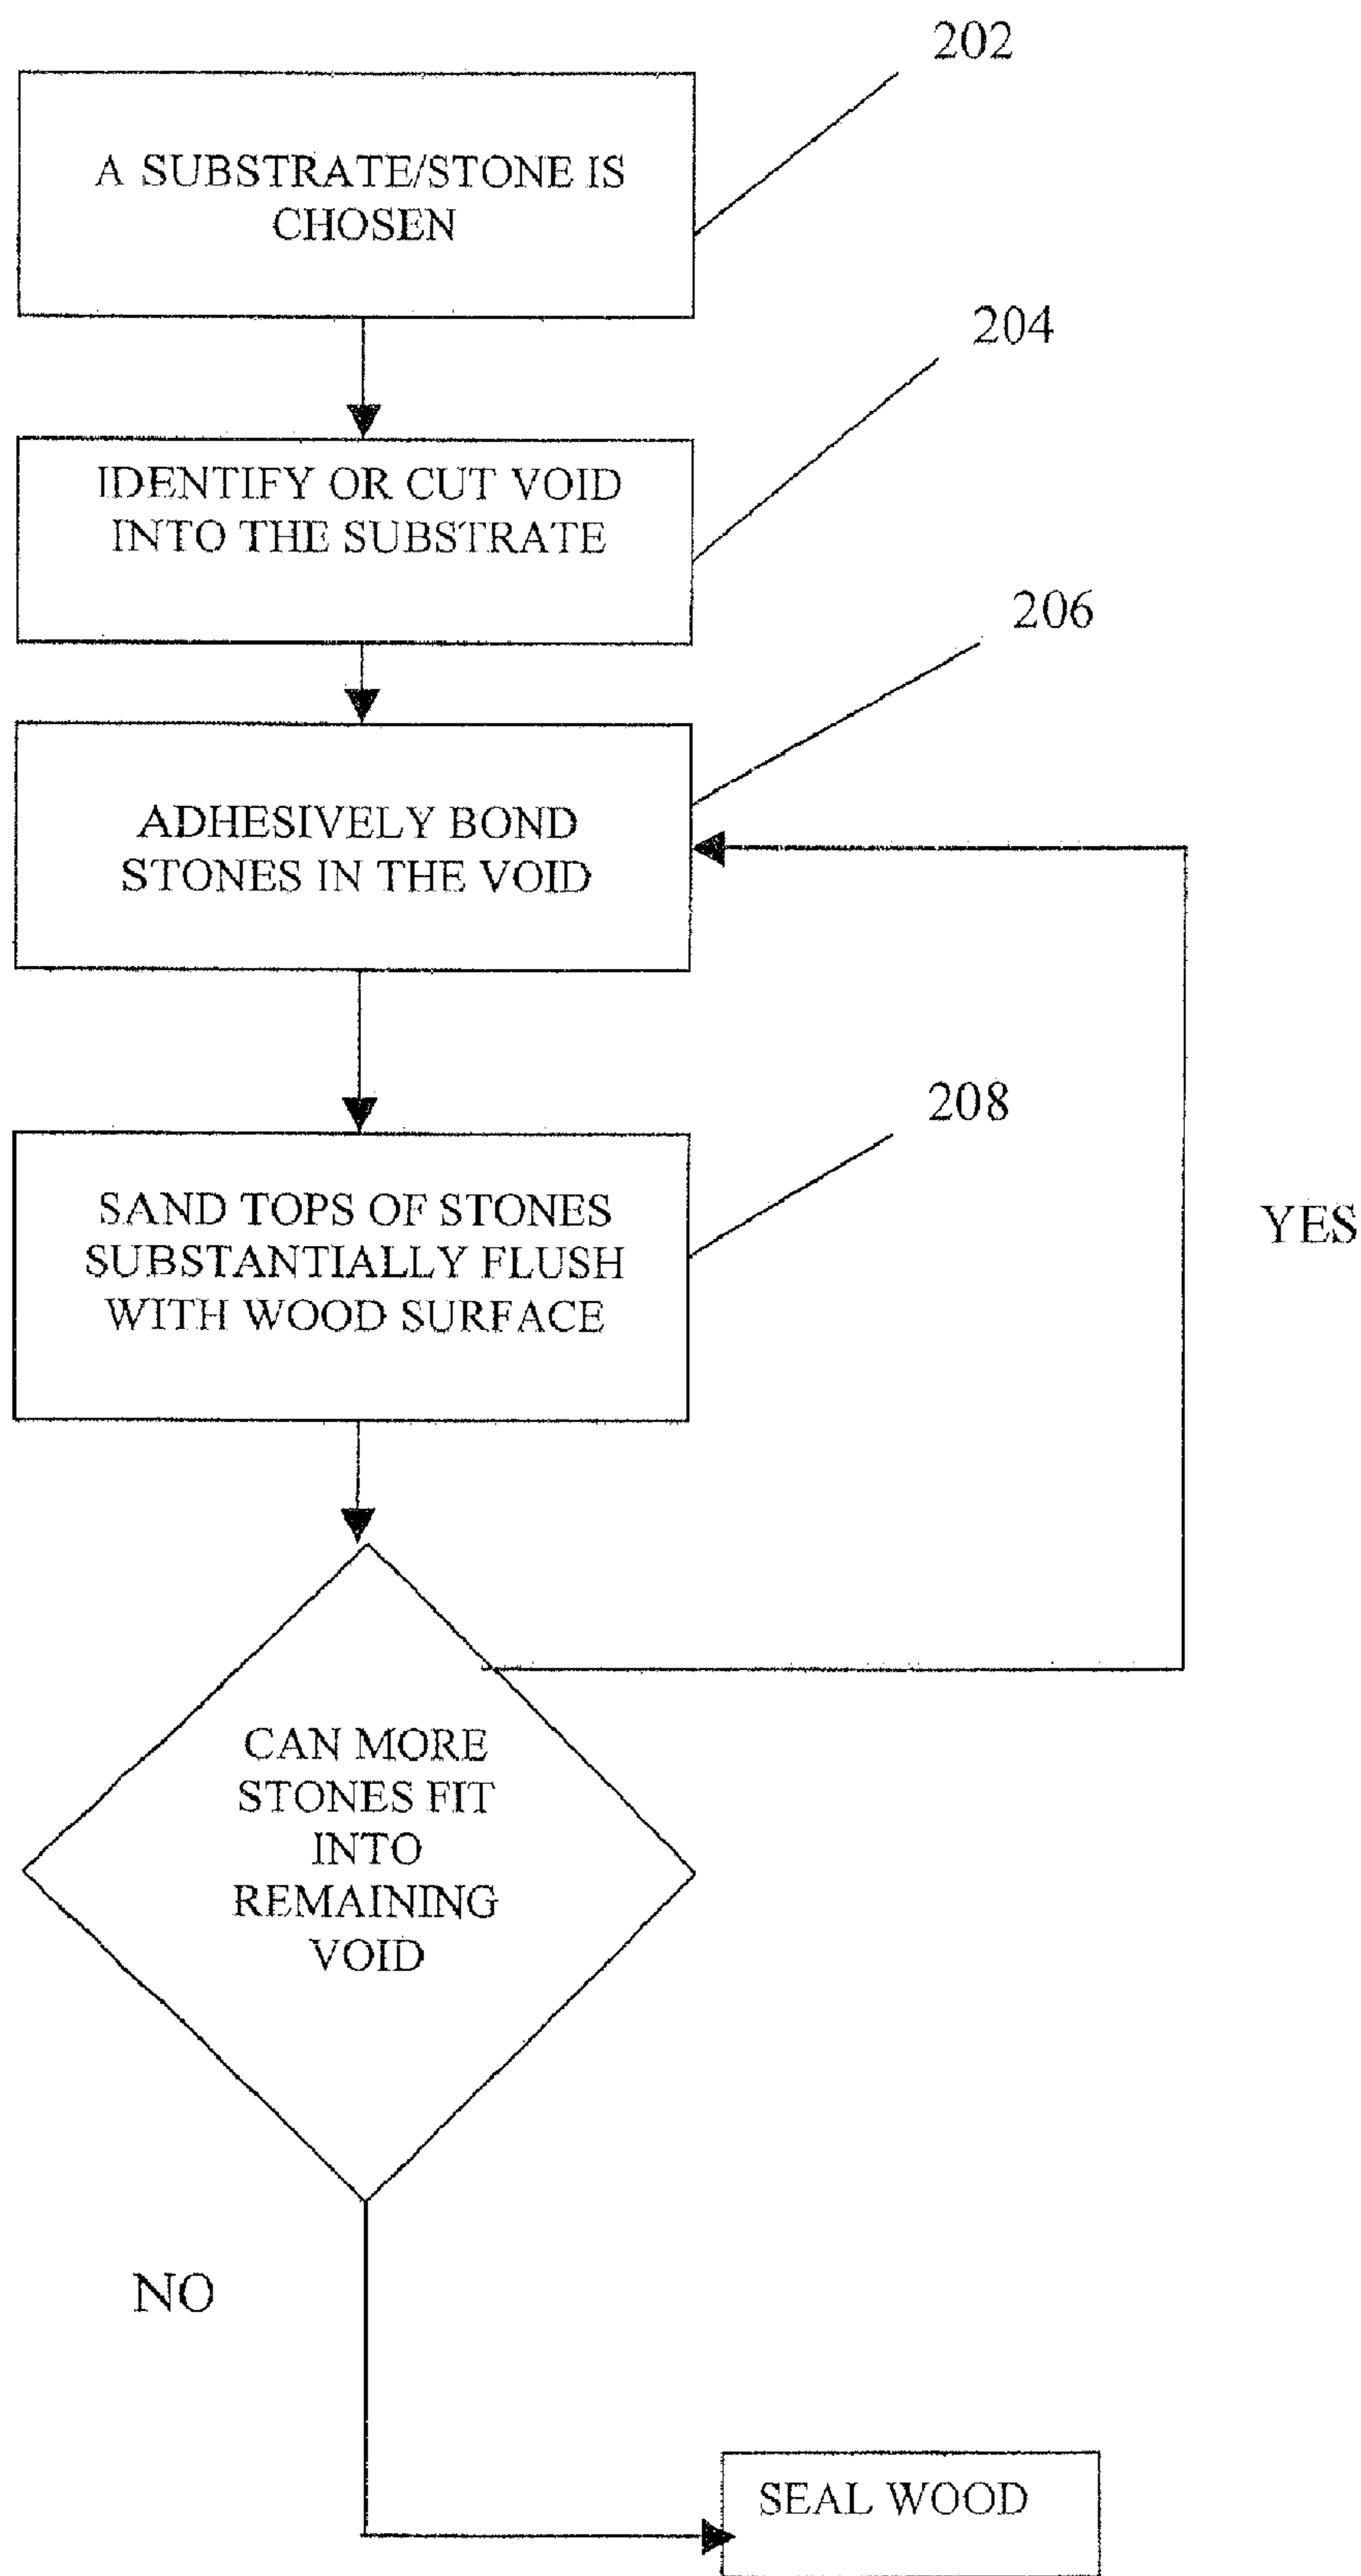 202
A SUBSTRATE/STONE IS
CHOSEN
204
IDENTIFY OR CUT VOID
INTO THE SUBSTRATE
206
ADHESIVELY BOND
STONES IN THE VOID
208
SAND TOPS OF STONES
SUBSTANTIALLY FLUSH
WITH WOOD SURFACE
YES
CAN MORE
STONES FIT
INTO
REMAINING
VOID
NO
SEAL WOOD